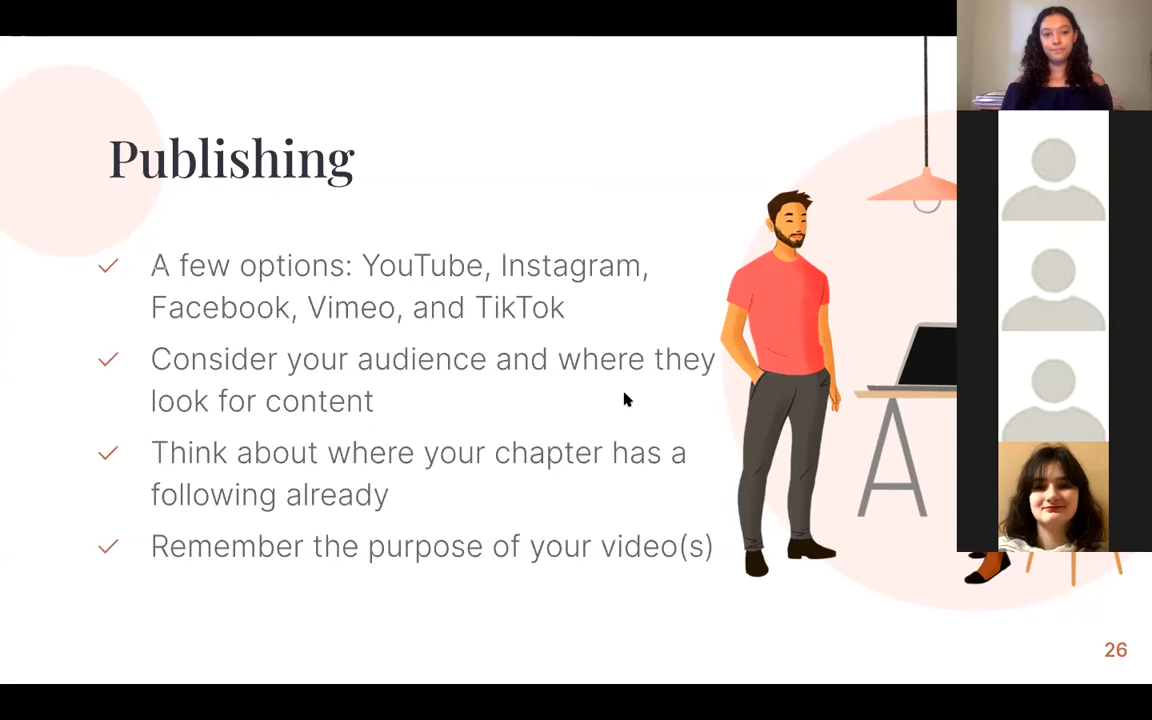 Publishing
A few options: YouTube, Instagram,
Facebook, Vimeo, and TikTok
Consider your audience and where they
look for content
Think about where your chapter has a
following already
Remember the purpose of your video(s)
26